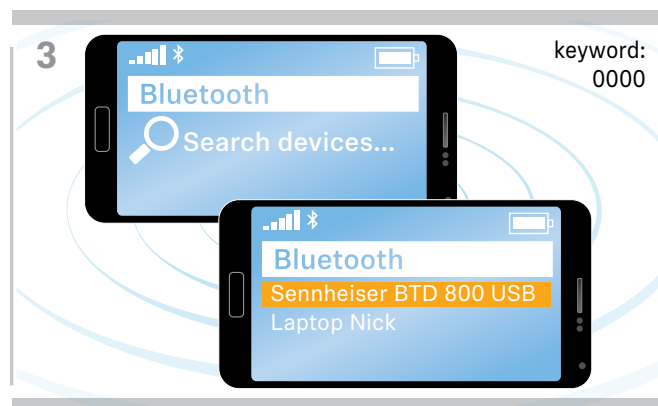 3
keyword:
0000
Bluetooth
Search devices...
Bluetooth
Sennheiser BTD 800 USB
Laptop Nick